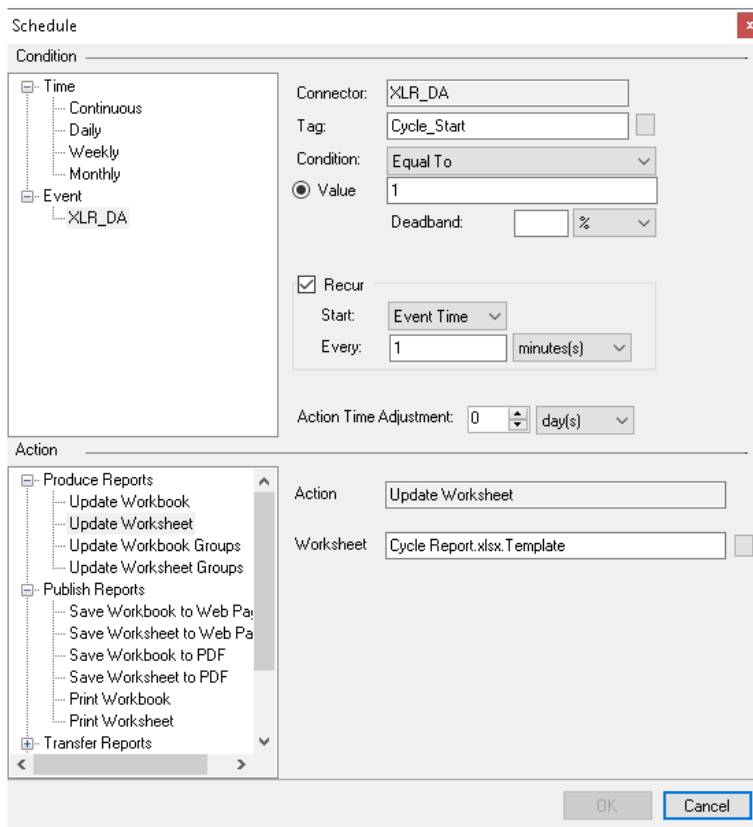 Schedule
x
Condition
Time
Continuous
Daily
Weekly
Monthly
Event
XLR_DA
Connector: XLR_DA
Tag: Cycle_Start
Condition: Equal To
Value 1
Deadband: %
Recur
Start: Event Time
Every: 1 minutes(s)
Action Time Adjustment: 0 day(s)
Action
Produce Reports
Update Workbook
Update Worksheet
Update Workbook Groups
Update Worksheet Groups
Publish Reports
Save Workbook to Web Pa
Save Worksheet to Web Pa
Save Workbook to PDF
Save Worksheet to PDF
Print Workbook
Print Worksheet
Transfer Reports
Action Update Worksheet
Worksheet Cycle Report.xlsx.Template
OK Cancel